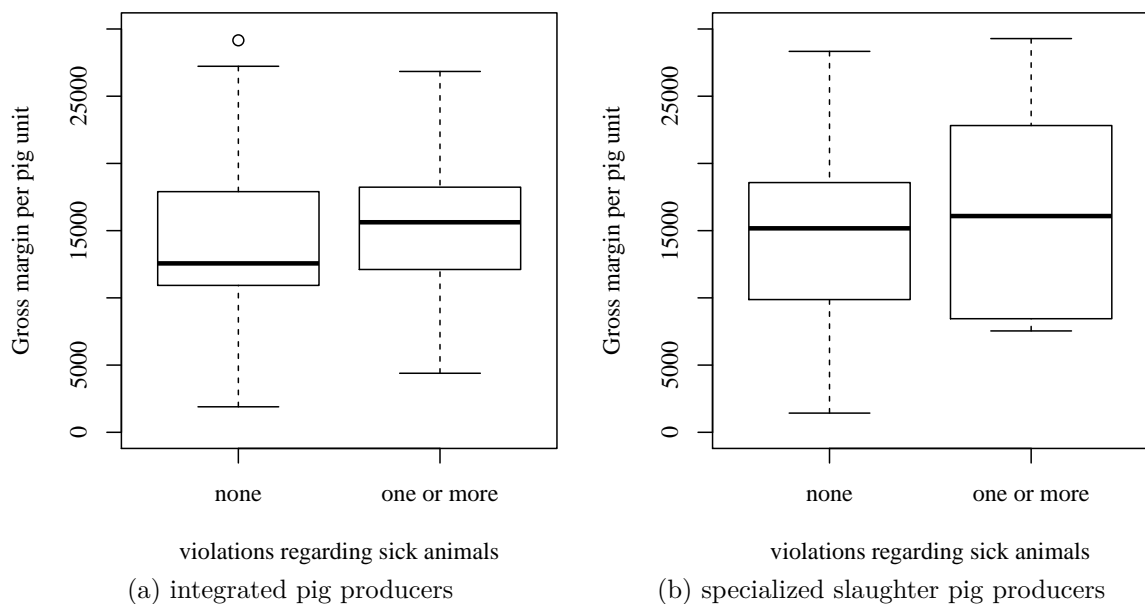 Gross margin per pig unit
25000
15000
5000
0
none
one or more
violations regarding sick animals
(a) integrated pig producers
Gross margin per pig unit
25000
15000
5000
0
none
one or more
violations regarding sick animals
(b) specialized slaughter pig producers